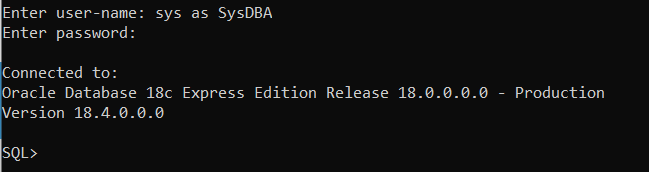 Enter user-name: sys as SysDBA
Enter password:
Connected to:
Oracle Database 18c Express Edition Release 18.0.0.0.0 - Production
Version 18.4.0.0.0
SQL>